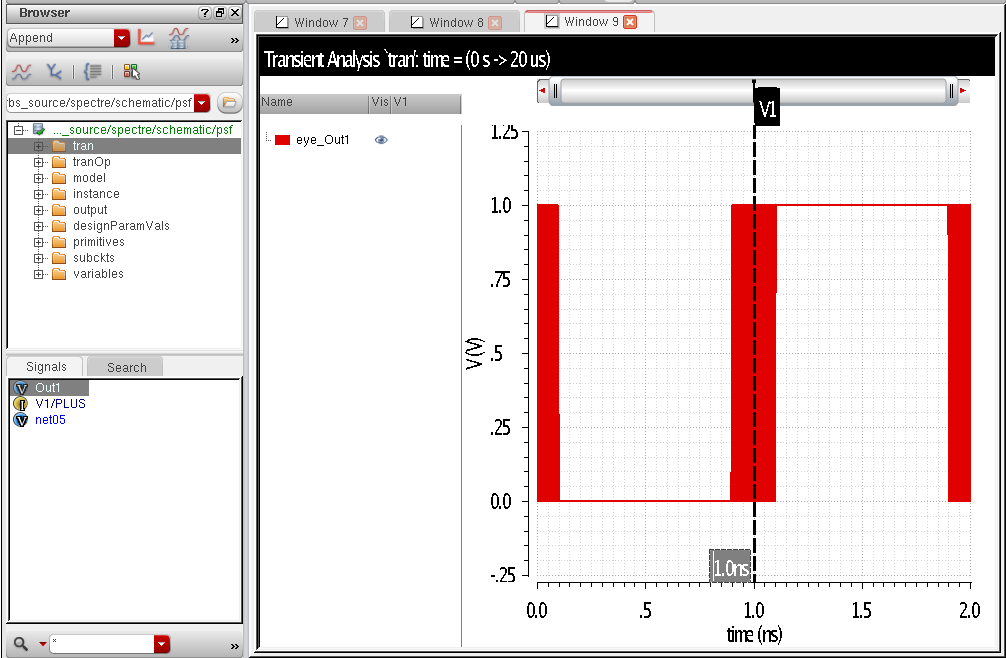 Browser
Append
»
bs_source/spectre/schematic/psf
..._source/spectre/schematic/psf
tran
tranOp
model
instance
output
designParamVals
primitives
subckts
variables
Signals
Search
Out1
V1/PLUS
net05
*
»
Window 7
Window 8
Window 9
Transient Analysis `tran': time = (0 s -> 20 us)
Name
Vis
V1
eye_Out1
V1
1.25
1.0
.75
.5
.25
0.0
-.25
V (V)
1.0ns
0.0
.5
1.0
1.5
2.0
time (ns)